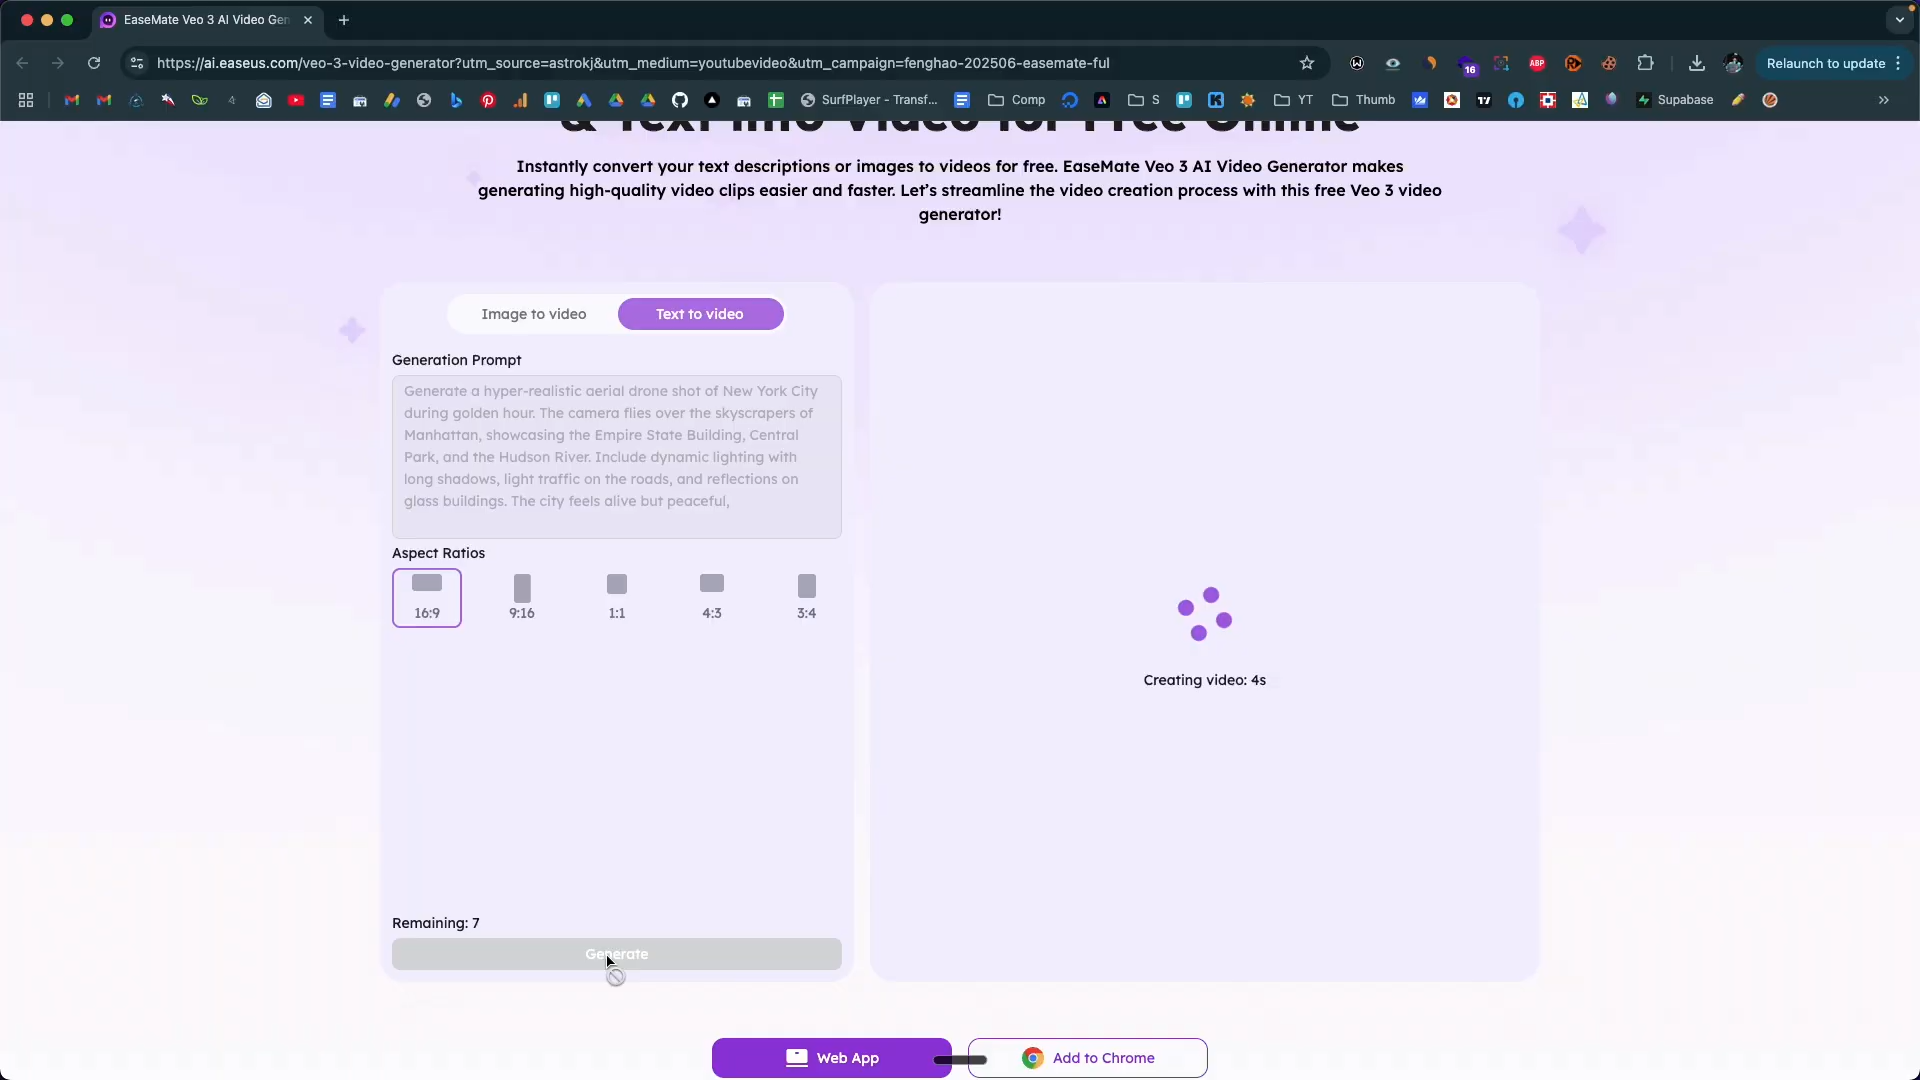 EaseMate Veo 3 AI Video Gen
https://ai.easeus.com/veo-3-video-generator?utm_source=astrokj&utm_medium=youtubevideo&utm_campaign=fenghao-202506-easemate-ful
16
ABP
Relaunch to update
SurfPlayer - Transf...
Comp
S
YT
Thumb
Supabase
& Text into Video for Free Online
Instantly convert your text descriptions or images to videos for free. EaseMate Veo 3 AI Video Generator makes
generating high-quality video clips easier and faster. Let’s streamline the video creation process with this free Veo 3 video
generator!
Image to video
Text to video
Generation Prompt
Generate a hyper-realistic aerial drone shot of New York City
during golden hour. The camera flies over the skyscrapers of
Manhattan, showcasing the Empire State Building, Central
Park, and the Hudson River. Include dynamic lighting with
long shadows, light traffic on the roads, and reflections on
glass buildings. The city feels alive but peaceful,
Aspect Ratios
16:9
9:16
1:1
4:3
3:4
Creating video: 4s
Remaining: 7
Generate
Web App
Add to Chrome